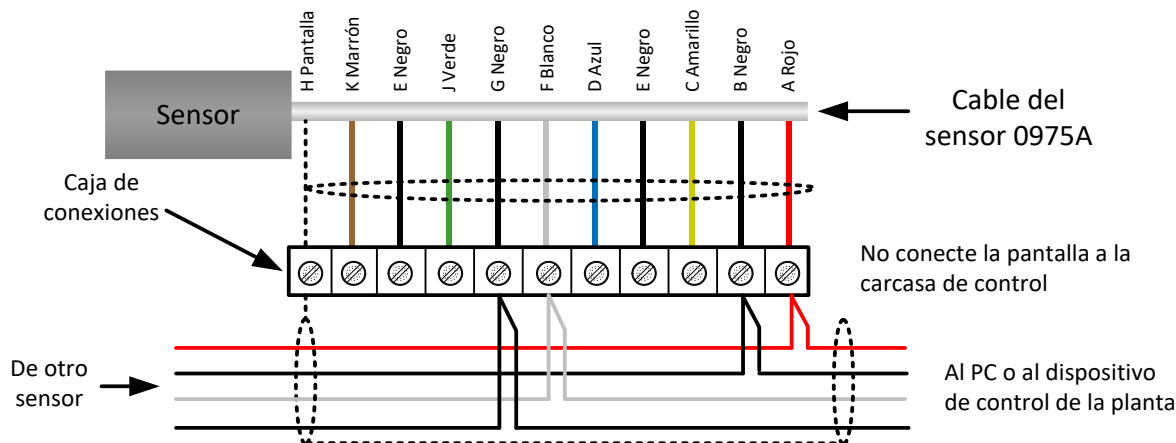 H Pantalla
K Marrón
E Negro
J Verde
G Negro
F Blanco
D Azul
E Negro
C Amarillo
B Negro
A Rojo
Sensor
Cable del
sensor 0975A
Caja de
conexiones
No conecte la pantalla a la
carcasa de control
De otro
sensor
Al PC o al dispositivo
de control de la planta